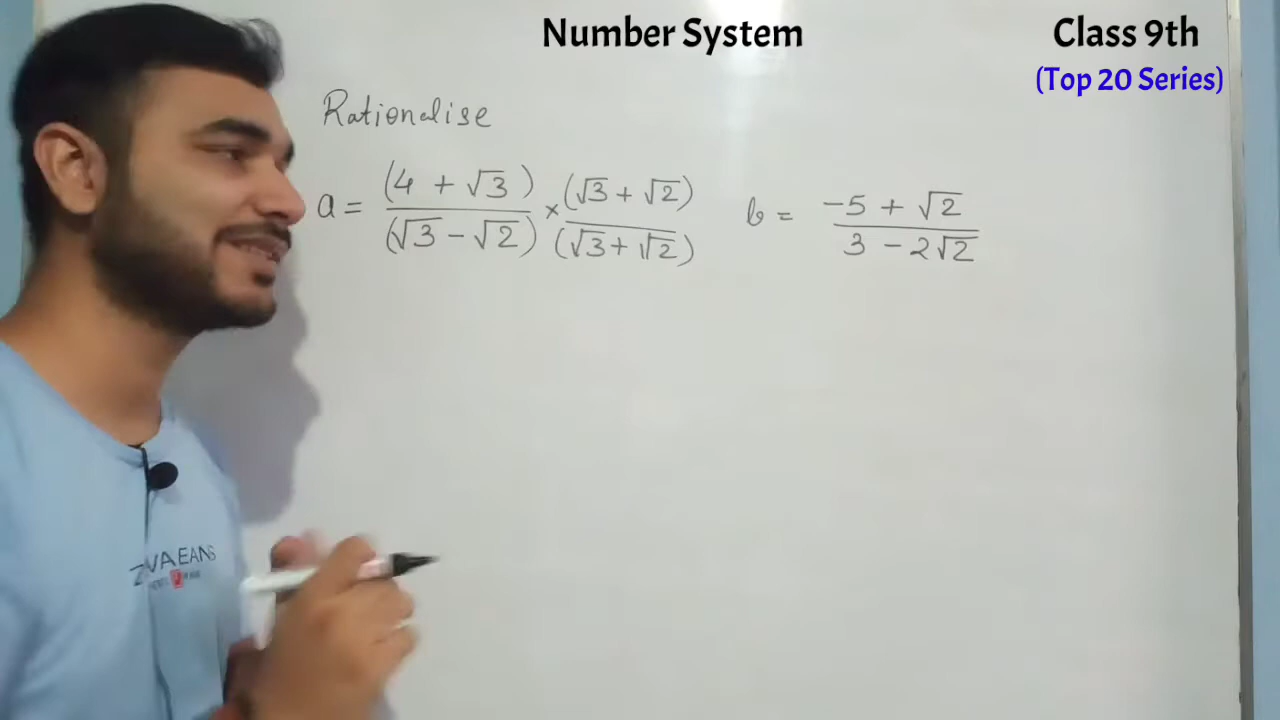 Number System
Class 9th
(Top 20 Series)
Rationalise
a = (4 + √3) / (√3 - √2) × (√3 + √2) / (√3 + √2)
b = -5 + √2 / 3 - 2√2